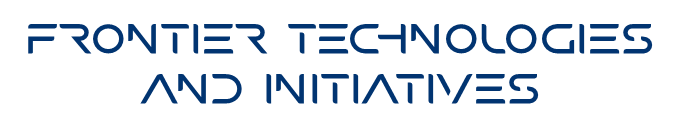 FRONTIER TECHNOLOGIES
AND INITIATIVES